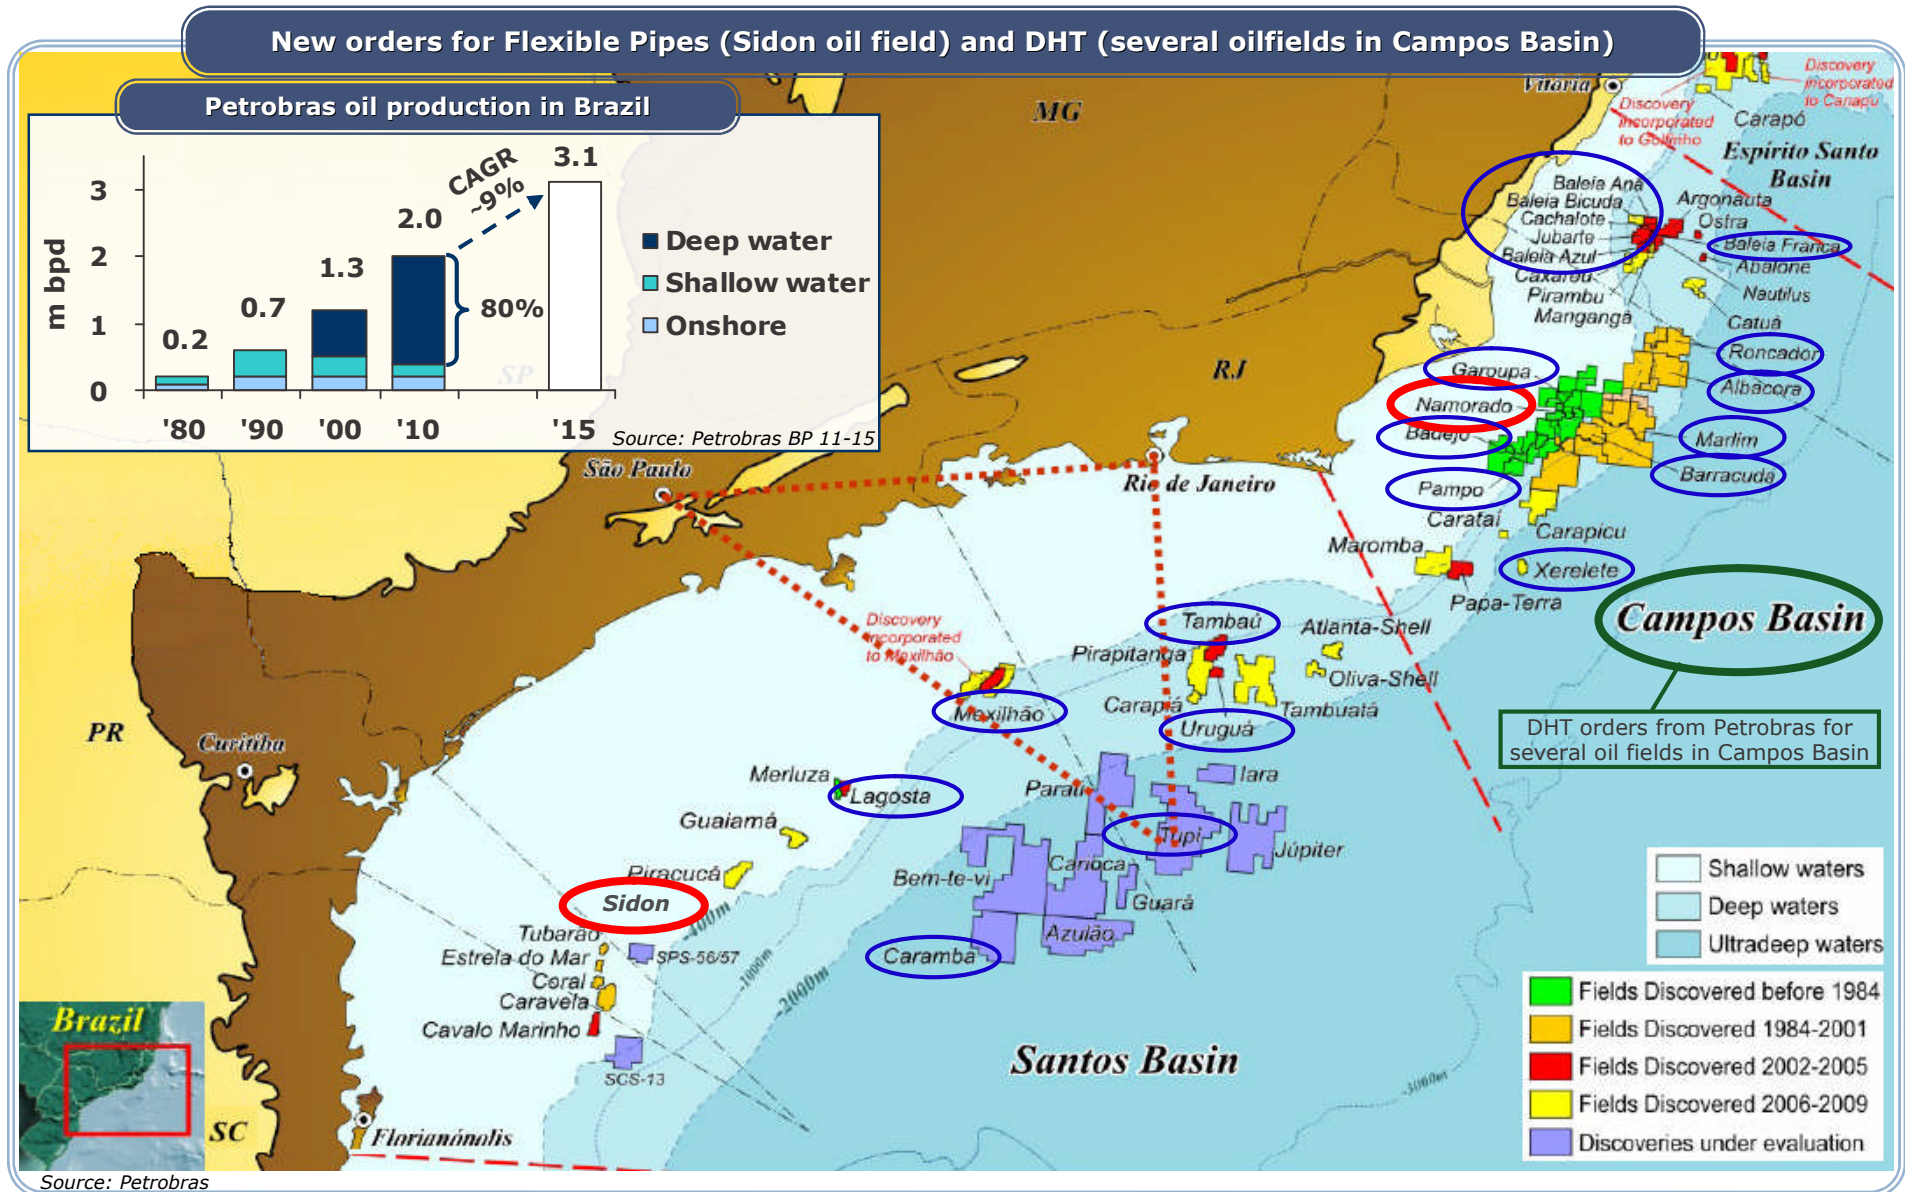 New orders for Flexible Pipes (Sidon oil field) and DHT (several oilfields in Campos Basin)
Petrobras oil production in Brazil
m bpd
3
2
1
0
0.2
0.7
1.3
2.0
3.1
CAGR
~9%
80%
'80
'90
'00
'10
'15
Deep water
Shallow water
Onshore
Source: Petrobras BP 11-15
SP
MG
RJ
PR
SC
Vitória
São Paulo
Rio de Janeiro
Curitiba
Florianópolis
Discovery
incorporated
to Canapu
Discovery
incorporated
to Golfinho
Carapó
Espírito Santo
Basin
Baleia Anã
Baleia Bicuda
Cachalote
Jubarte
Baleia Azul
Caxaréu
Pirambu
Mangangá
Argonauta
Ostra
Baleia Franca
Abalone
Nautilus
Catuá
Roncador
Albacora
Marlim
Barracuda
Garoupa
Namorado
Badejo
Pampo
Carataí
Carapicu
Maromba
Xerelete
Papa-Terra
Campos Basin
DHT orders from Petrobras for
several oil fields in Campos Basin
Discovery
incorporated
to Mexilhão
Tambaú
Atlanta-Shell
Pirapitanga
Oliva-Shell
Carapiá
Tambuatá
Mexilhão
Uruguá
Merluza
Lagosta
Parati
Iara
Guaiamá
Tupi
Júpiter
Piracucá
Carioca
Bem-te-vi
Guará
Sidon
Azulão
Caramba
Tubarão
Estrela do Mar
Coral
Caravela
Cavalo Marinho
SPS-56/57
SCS-13
-400m
-1000m
-2000m
-3000m
Santos Basin
Shallow waters
Deep waters
Ultradeep waters
Fields Discovered before 1984
Fields Discovered 1984-2001
Fields Discovered 2002-2005
Fields Discovered 2006-2009
Discoveries under evaluation
Brazil
Source: Petrobras